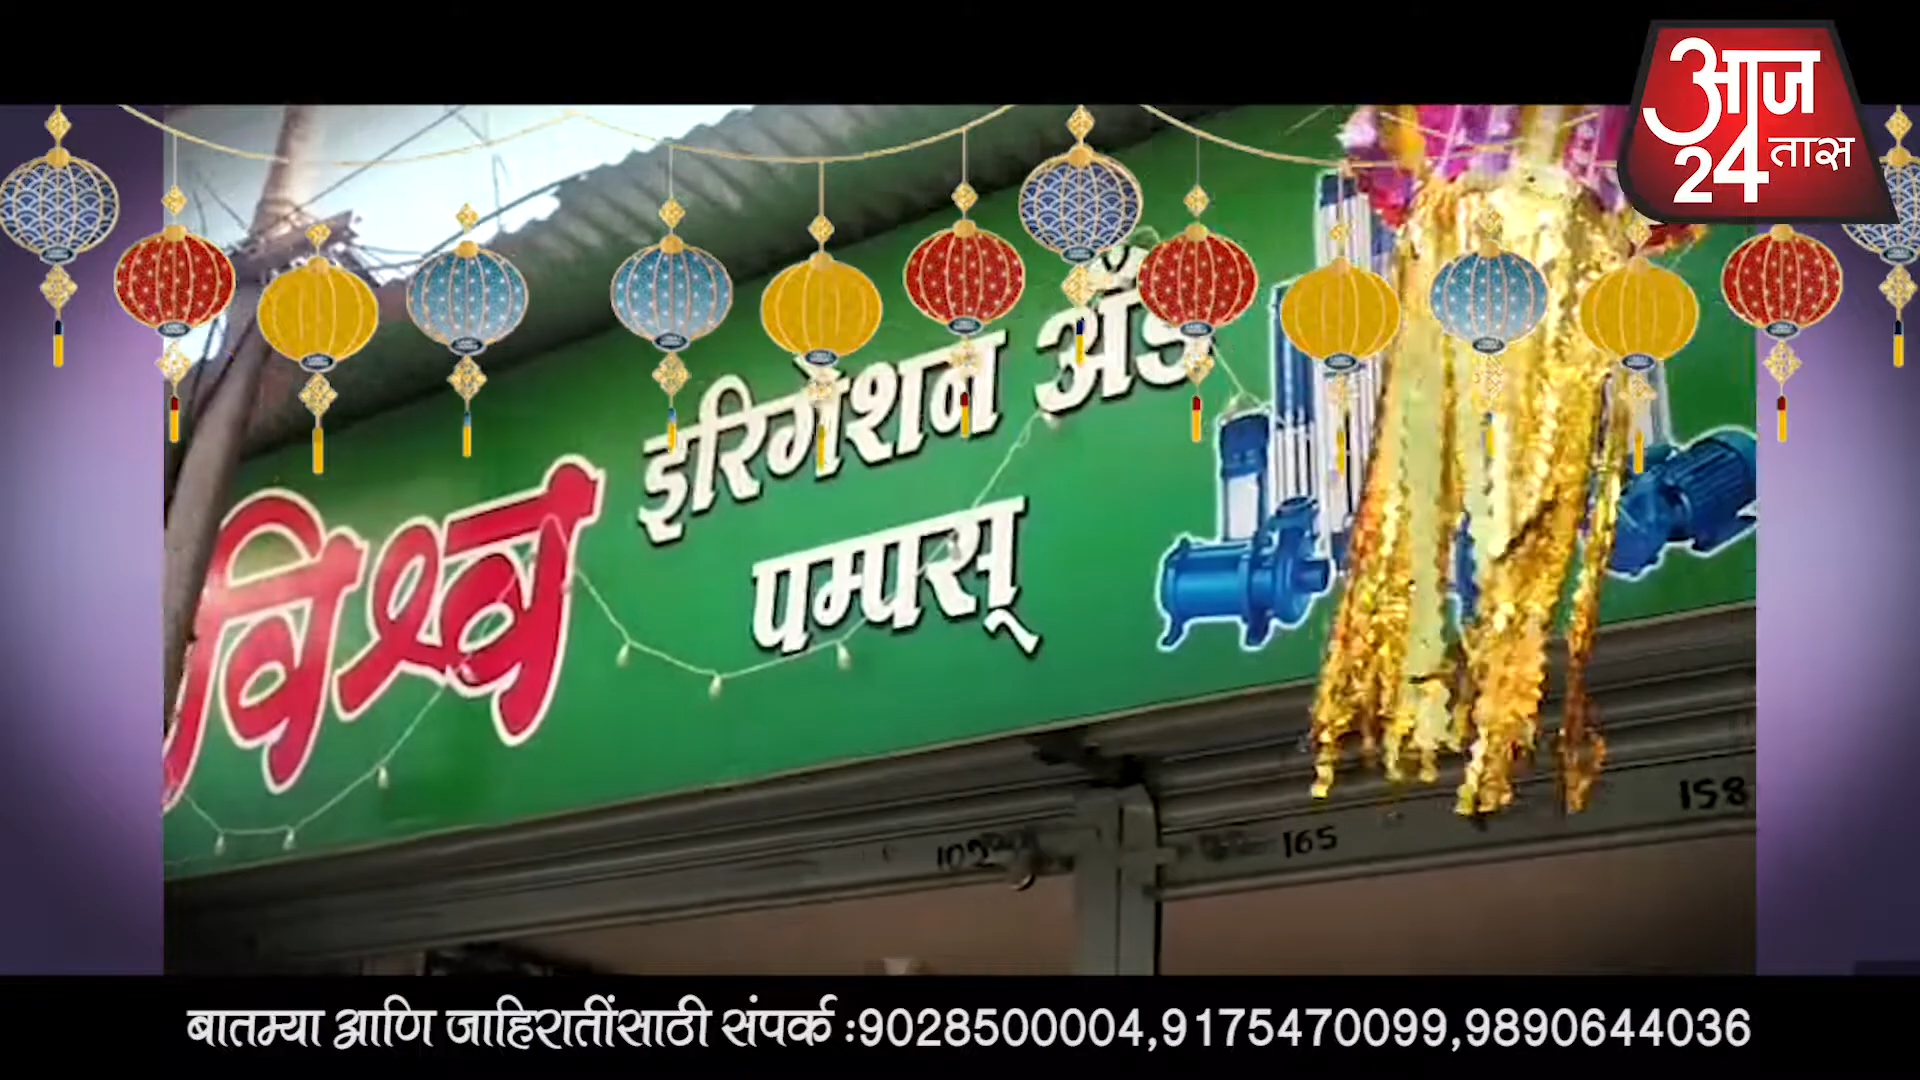 आज
24 तास
विश्व
इरिगेशन अँड
पम्पस्
102
165
158
बातम्या आणि जाहिरातींसाठी संपर्क :9028500004,9175470099,9890644036